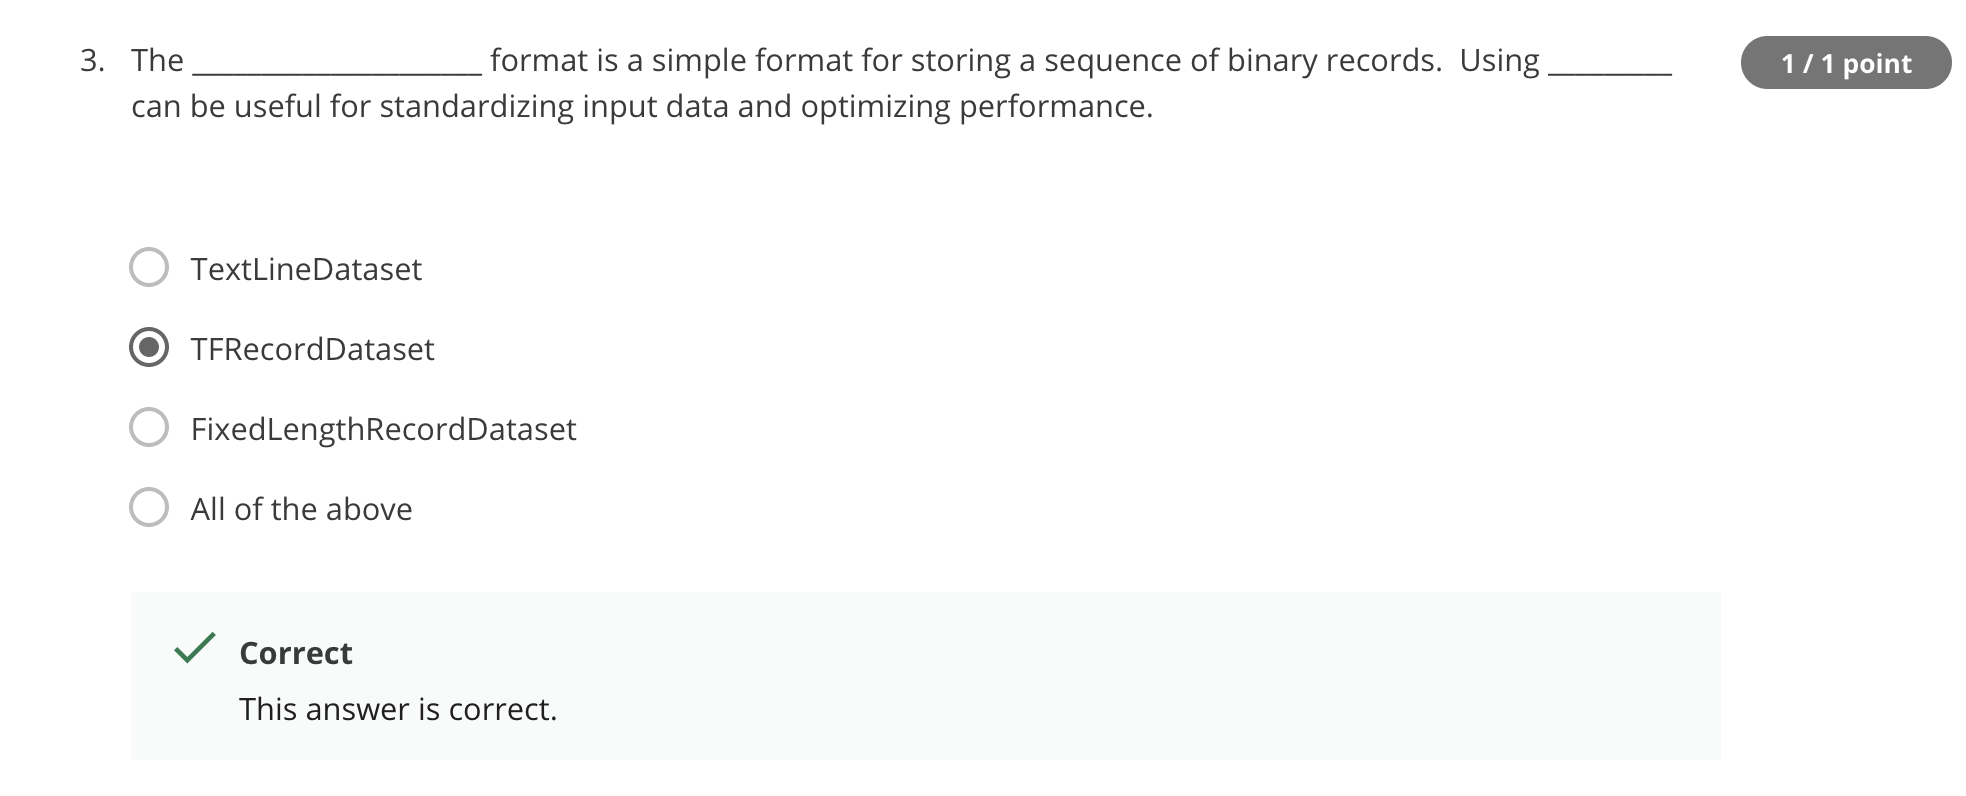 3. The ____________________ format is a simple format for storing a sequence of binary records.  Using _________
1 / 1 point
can be useful for standardizing input data and optimizing performance.
TextLineDataset
TFRecordDataset
FixedLengthRecordDataset
All of the above
Correct
This answer is correct.